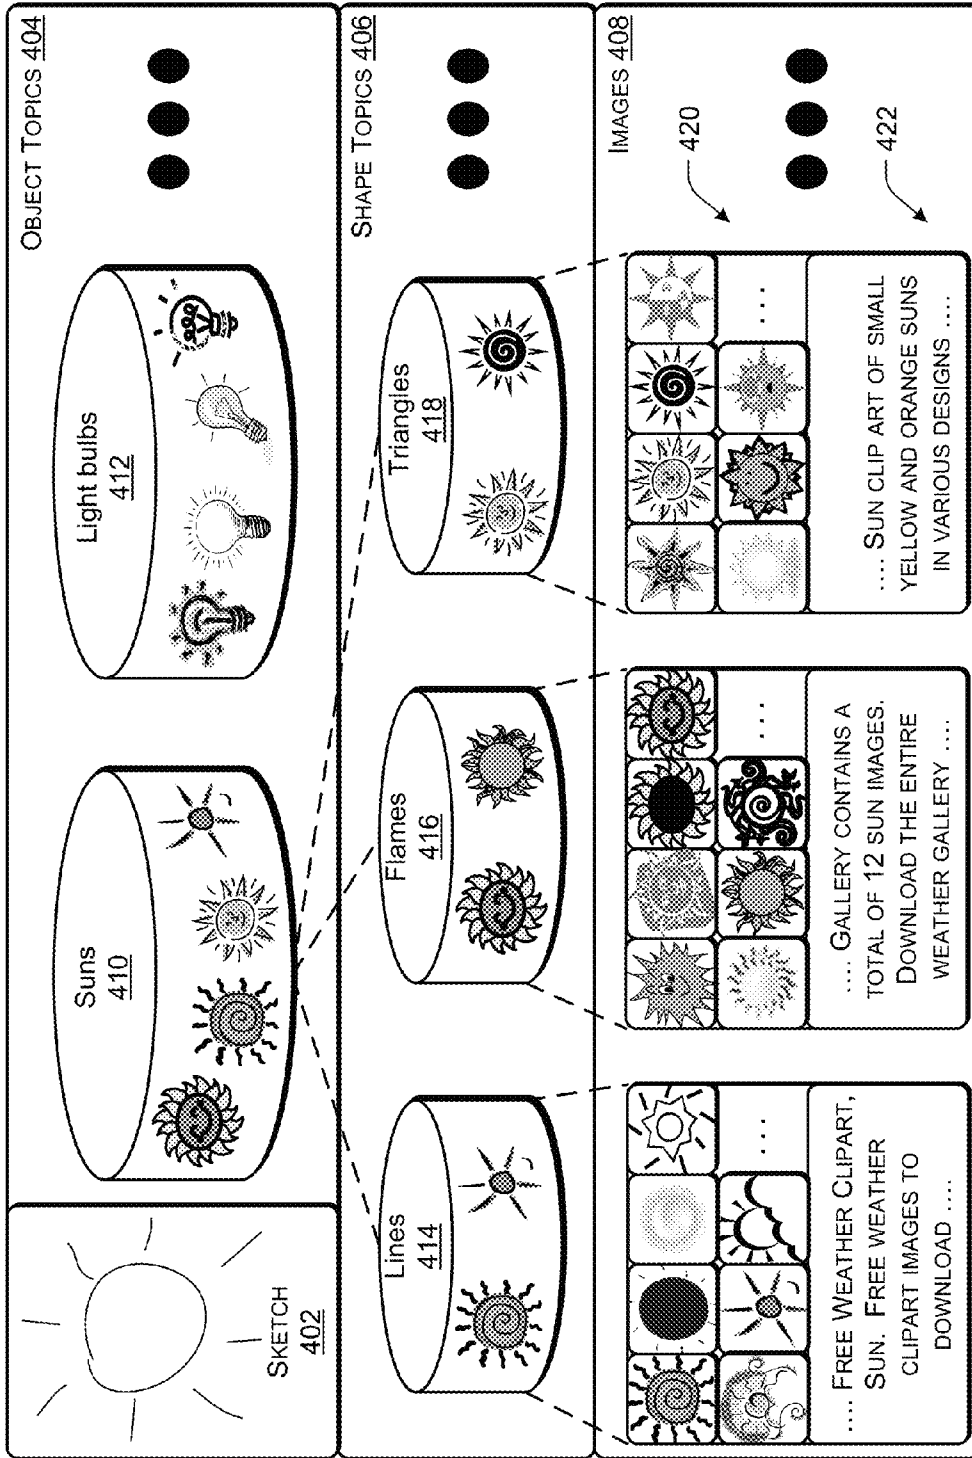 SKETCH
402
OBJECT TOPICS 404
Suns
410
Light bulbs
412
SHAPE TOPICS 406
Lines
414
Flames
416
Triangles
418
IMAGES 408
420
422
.... FREE WEATHER CLIPART,
SUN. FREE WEATHER
CLIPART IMAGES TO
DOWNLOAD ....
.... GALLERY CONTAINS A
TOTAL OF 12 SUN IMAGES.
DOWNLOAD THE ENTIRE
WEATHER GALLERY ....
.... SUN CLIP ART OF SMALL
YELLOW AND ORANGE SUNS
IN VARIOUS DESIGNS ....